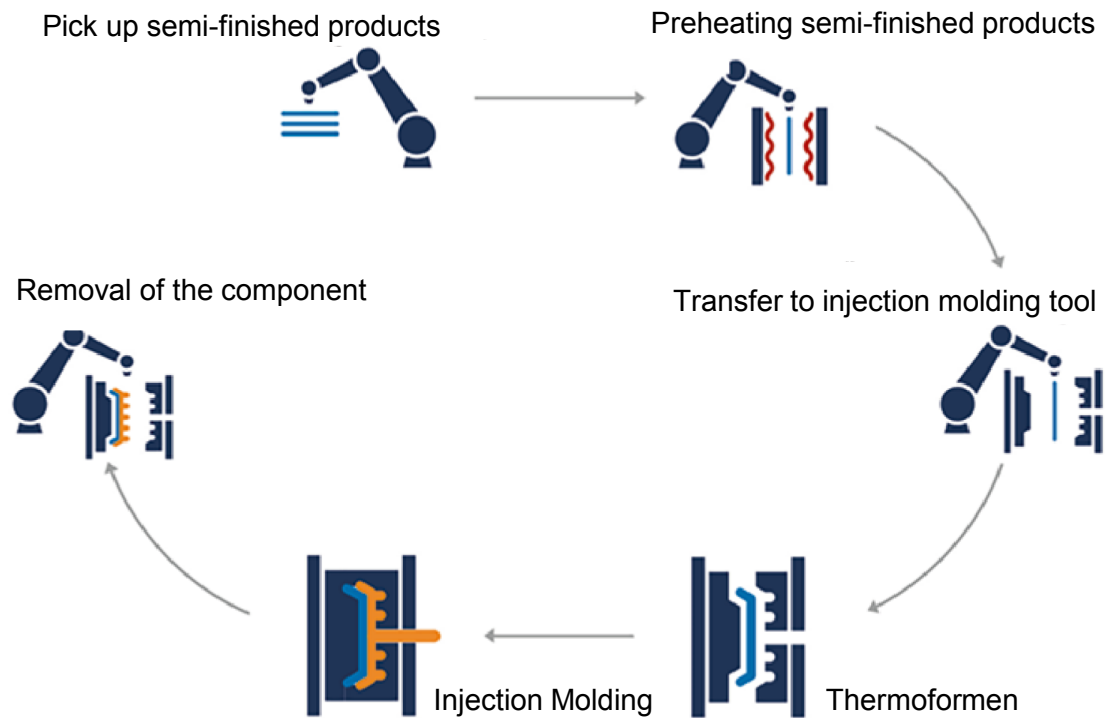 Pick up semi-finished products
Preheating semi-finished products
Removal of the component
Transfer to injection molding tool
Injection Molding
Thermoformen